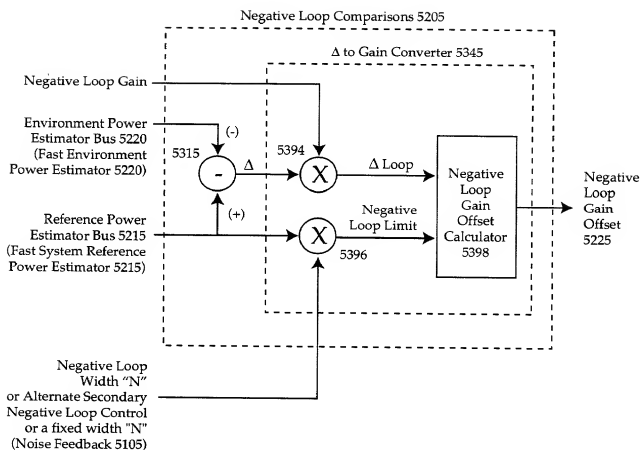 Negative Loop Comparisons 5205
Δ to Gain Converter 5345
Negative Loop Gain
Environment Power
Estimator Bus 5220
(Fast Environment
Power Estimator 5220)
(-)
5315
-
Δ
5394
X
Δ Loop
Negative
Loop
Gain
Offset
Calculator
5398
Negative
Loop
Gain
Offset
5225
Reference Power
Estimator Bus 5215
(Fast System Reference
Power Estimator 5215)
(+)
X
5396
Negative
Loop Limit
Negative Loop
Width "N"
or Alternate Secondary
Negative Loop Control
or a fixed width "N"
(Noise Feedback 5105)